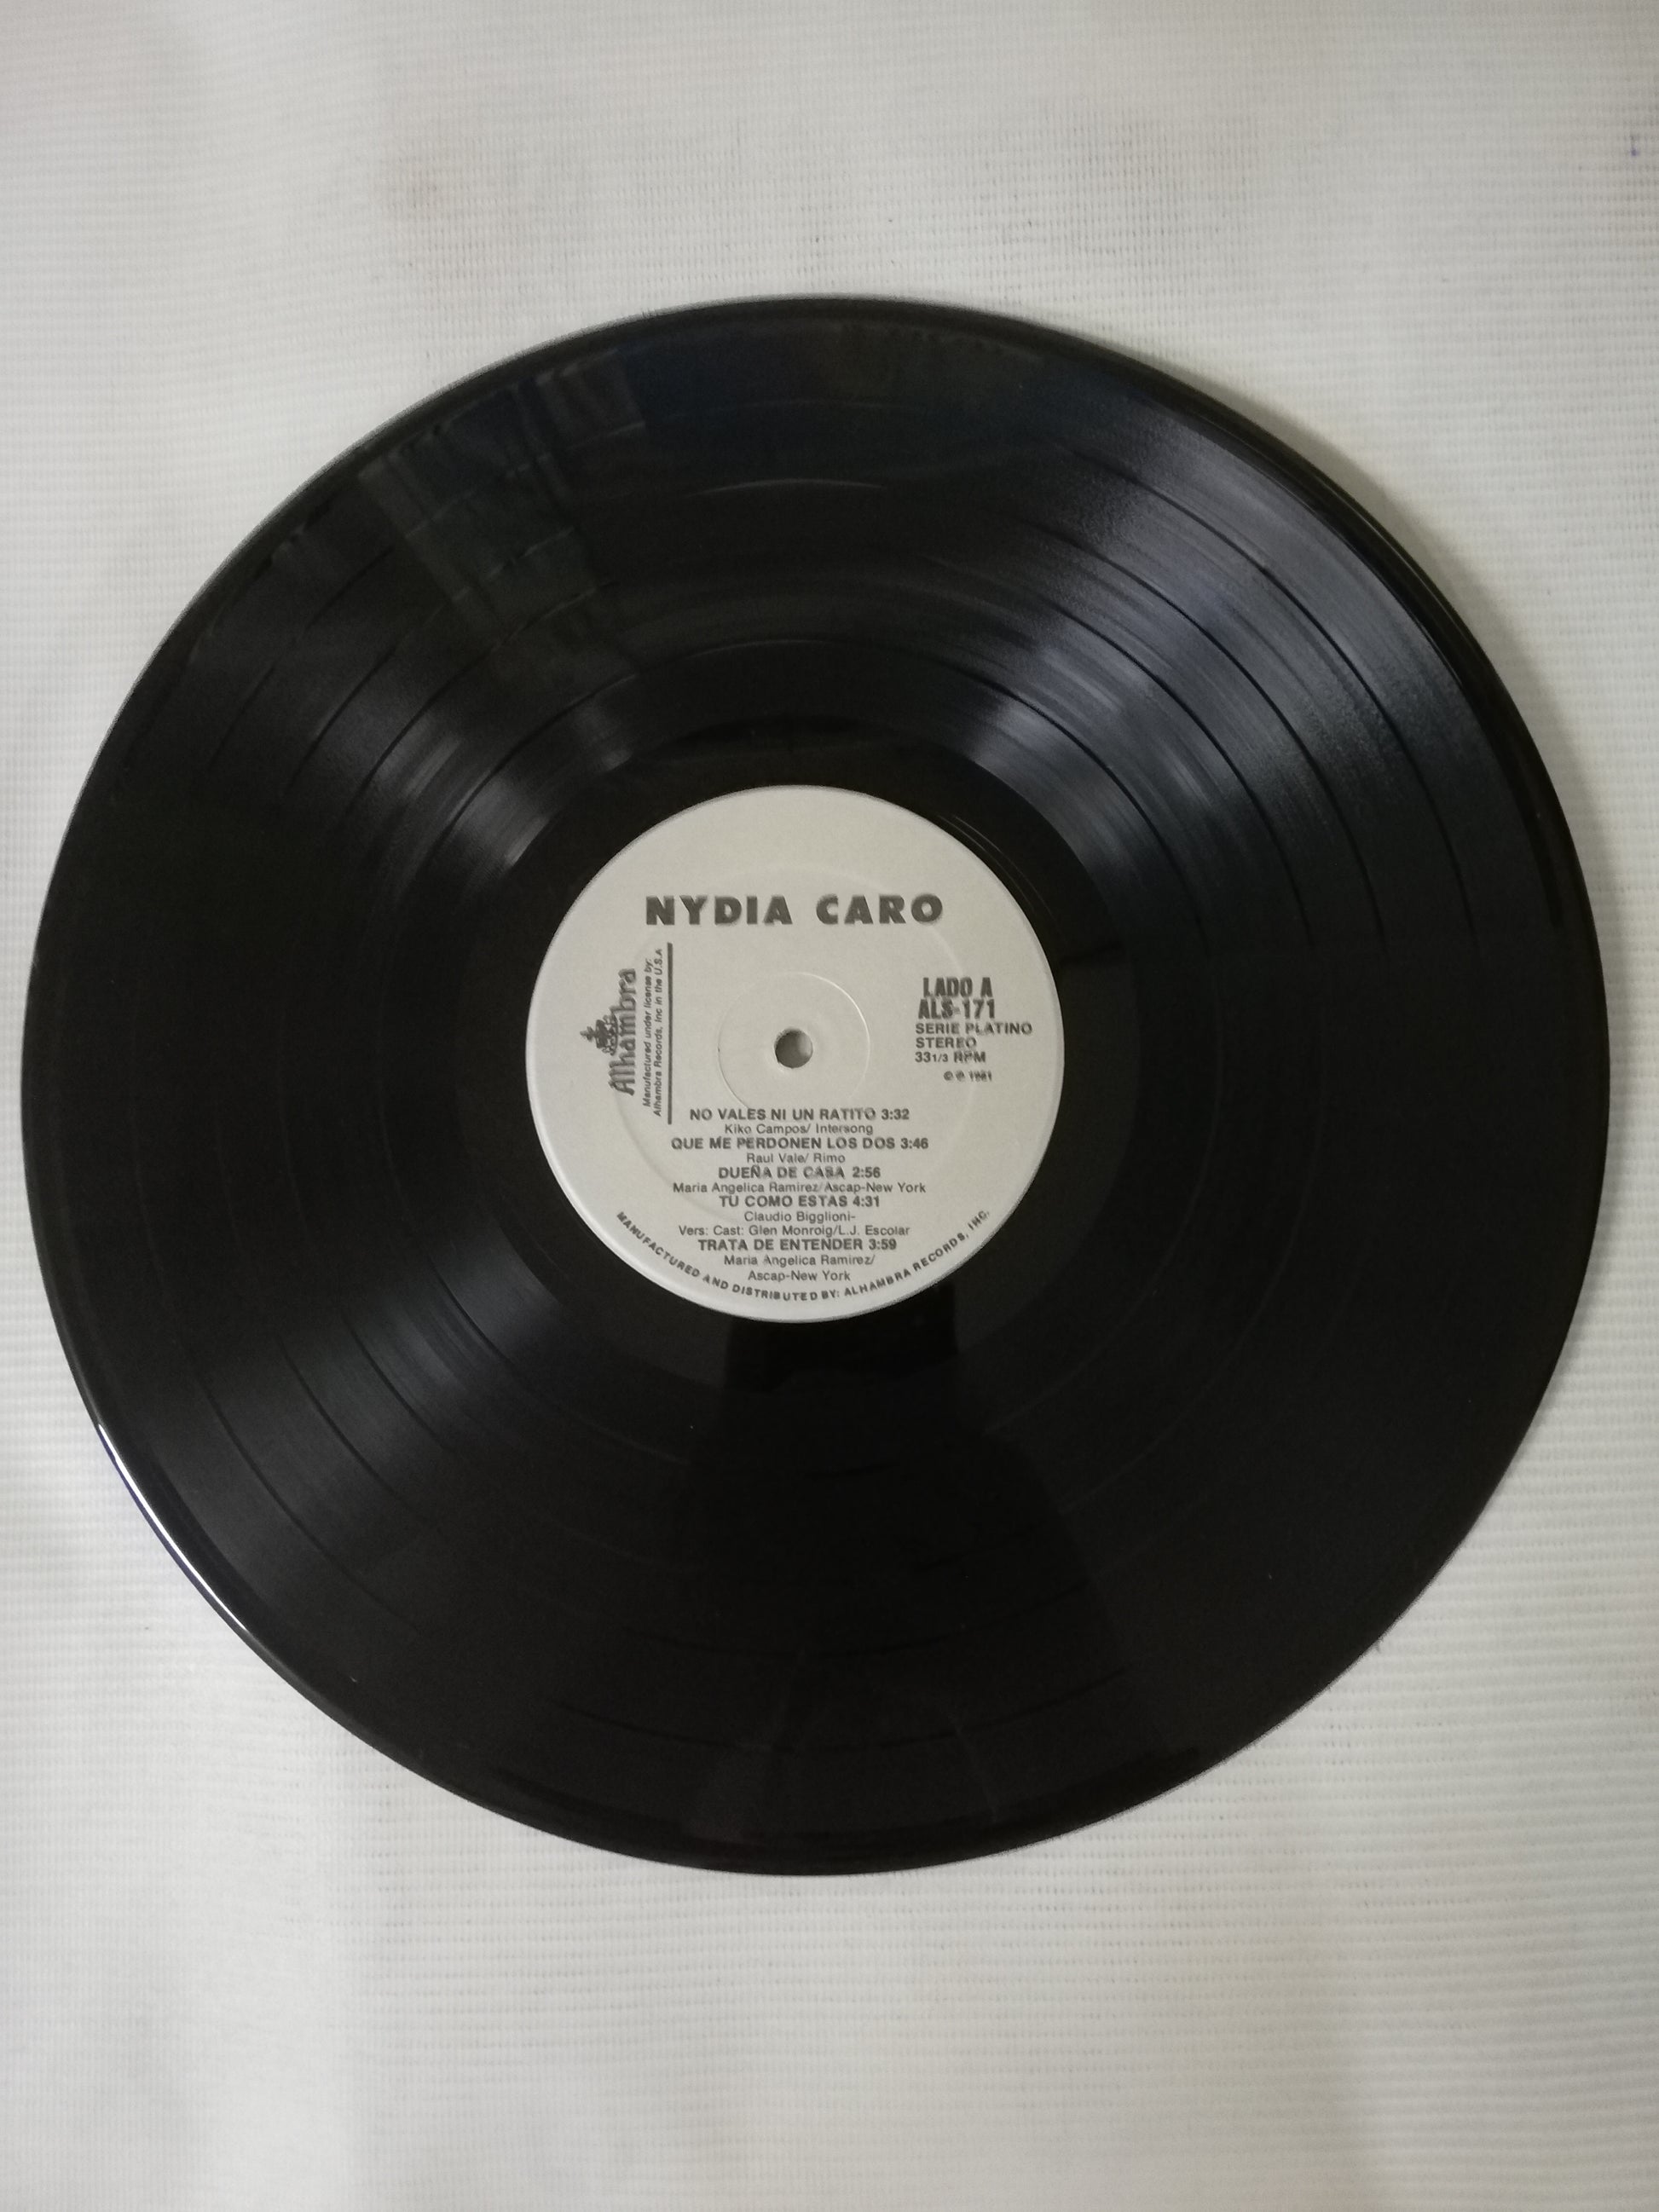 NYDIA CARO
Alhambra
Manufactured under license by:
Alhambra Records, Inc in the U.S.A
LADO A
ALS-171
SERIE PLATINO
STEREO
33 1/3 RPM
© ℗ 1981
NO VALES NI UN RATITO 3:32
Kiko Campos/ Intersong
QUE ME PERDONEN LOS DOS 3:46
Raul Vale/ Rimo
DUEÑA DE CASA 2:56
Maria Angelica Ramirez/Ascap-New York
TU COMO ESTAS 4:31
Claudio Bigglioni-
Vers: Cast: Glen Monroig/L.J. Escolar
TRATA DE ENTENDER 3:59
Maria Angelica Ramirez/
Ascap-New York
MANUFACTURED AND DISTRIBUTED BY: ALHAMBRA RECORDS, INC.